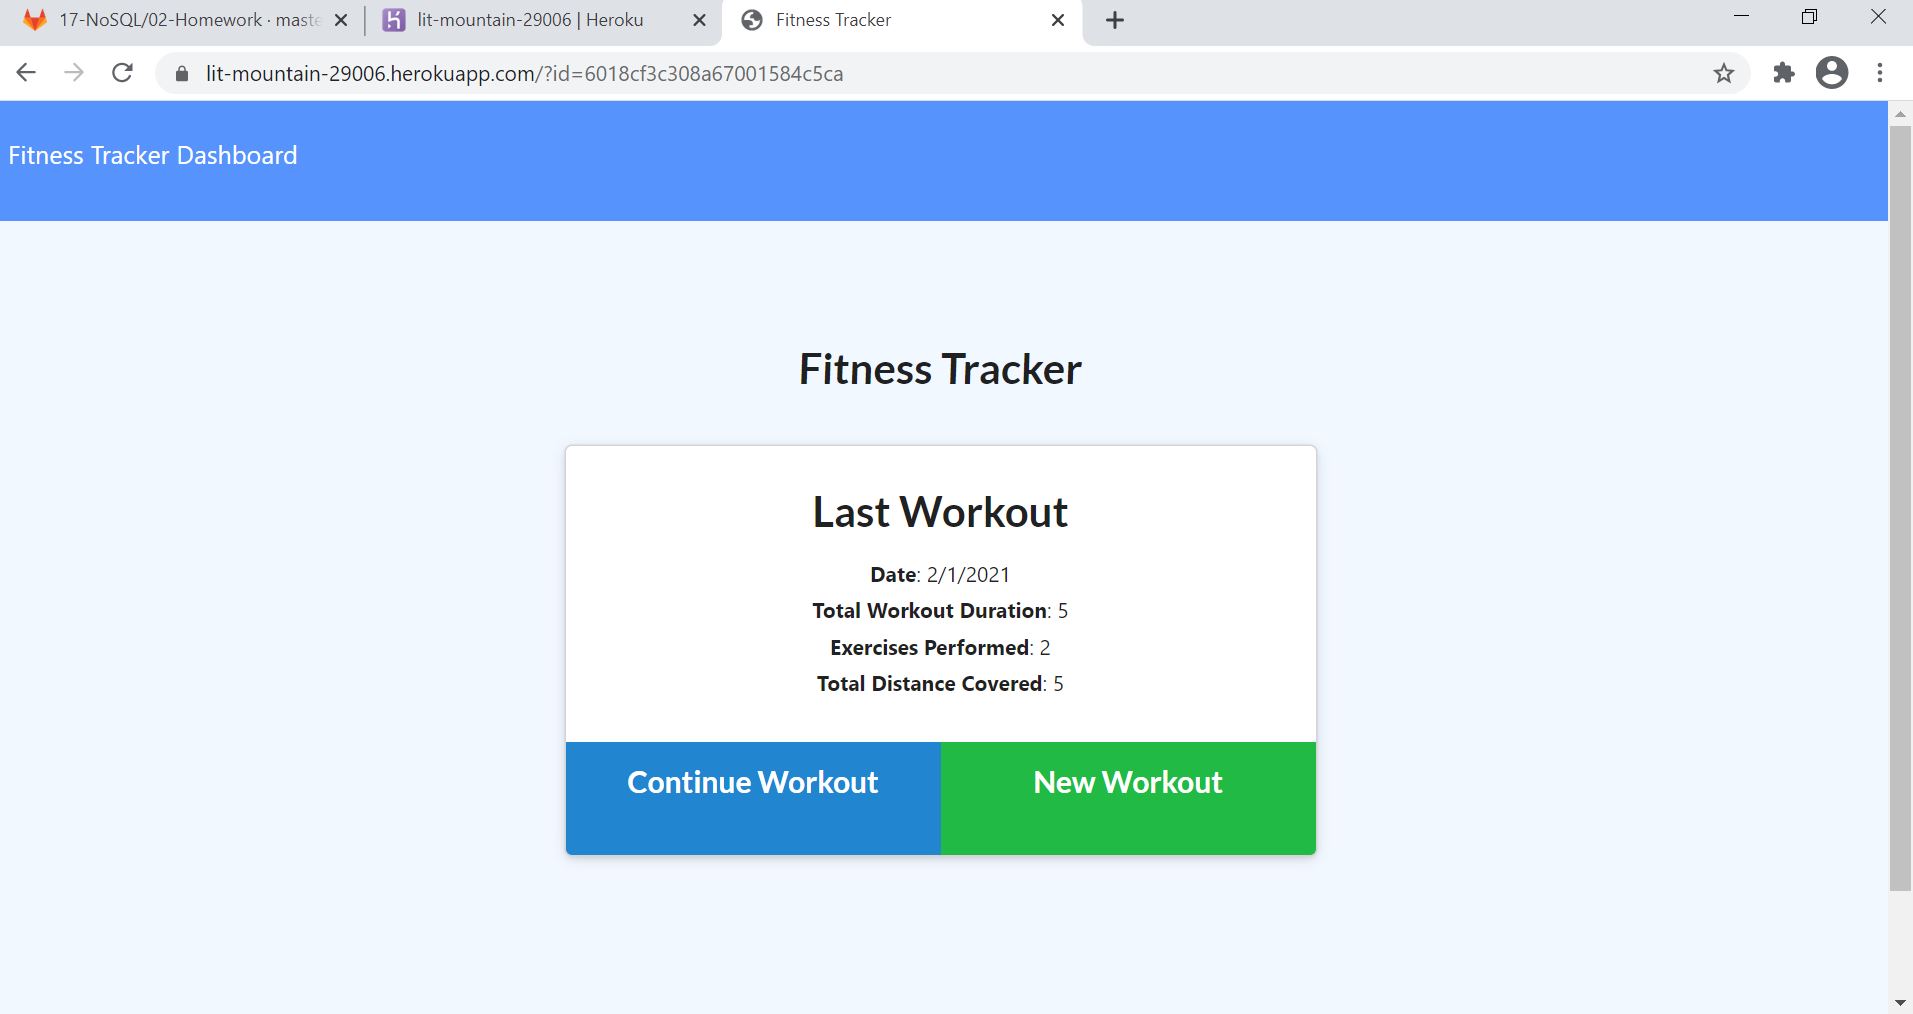 17-NoSQL/02-Homework · maste
lit-mountain-29006 | Heroku
Fitness Tracker
lit-mountain-29006.herokuapp.com/?id=6018cf3c308a67001584c5ca
Fitness Tracker Dashboard
Fitness Tracker
Last Workout
Date: 2/1/2021
Total Workout Duration: 5
Exercises Performed: 2
Total Distance Covered: 5
Continue Workout
New Workout